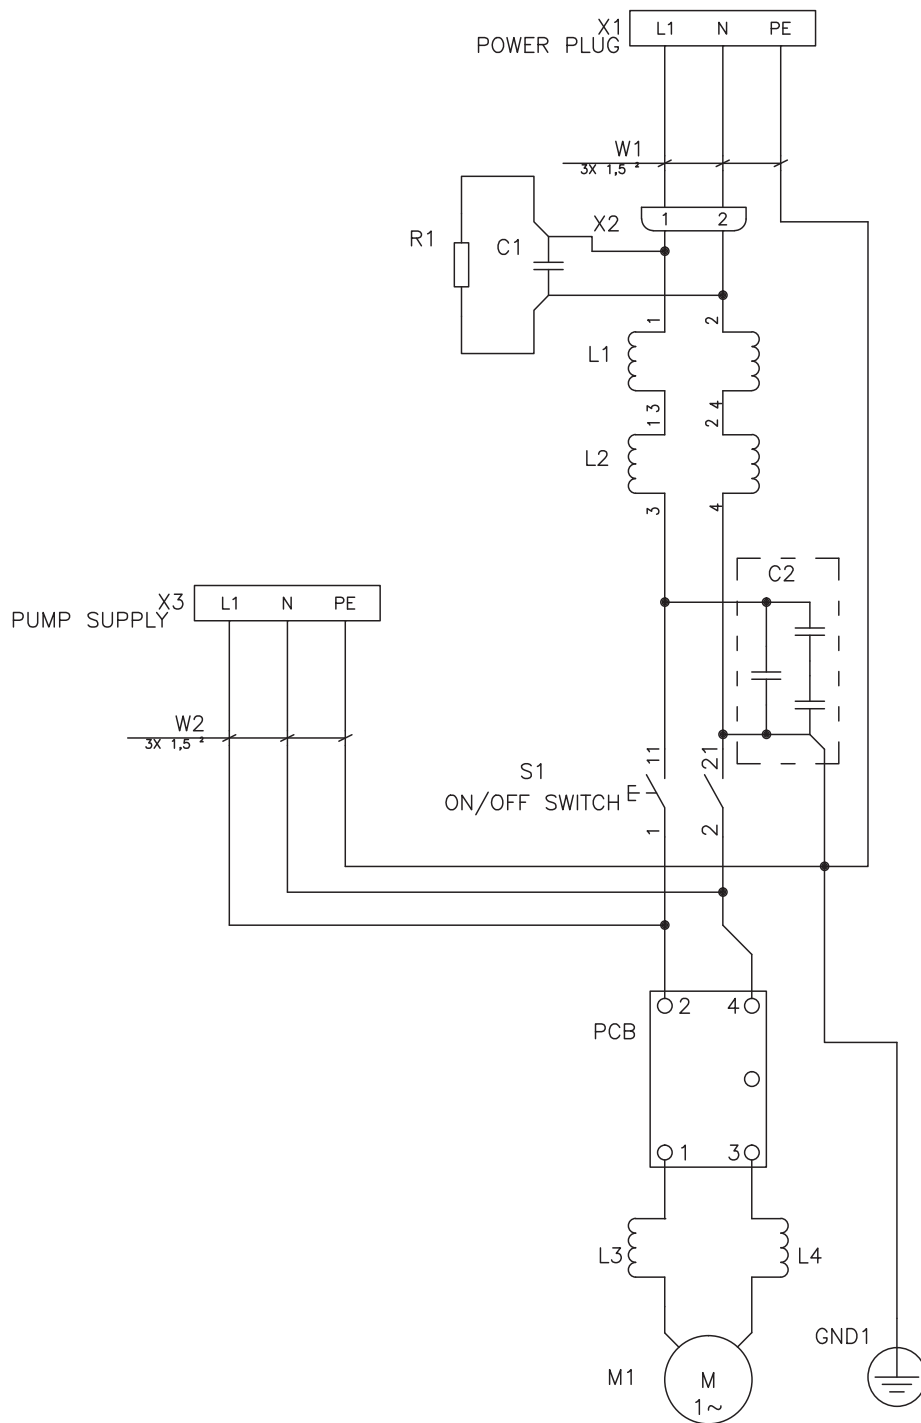 X1
L1 N PE
POWER PLUG
W1
3X 1,5 ²
1 2
X2
R1
C1
1 2
L1
3 4
1 2
L2
3 4
C2
X3
L1 N PE
PUMP SUPPLY
W2
3X 1,5 ²
11 21
S1
ON/OFF SWITCH
1 2
2 4
PCB
1 3
L3 L4
GND1
M1
M
1~